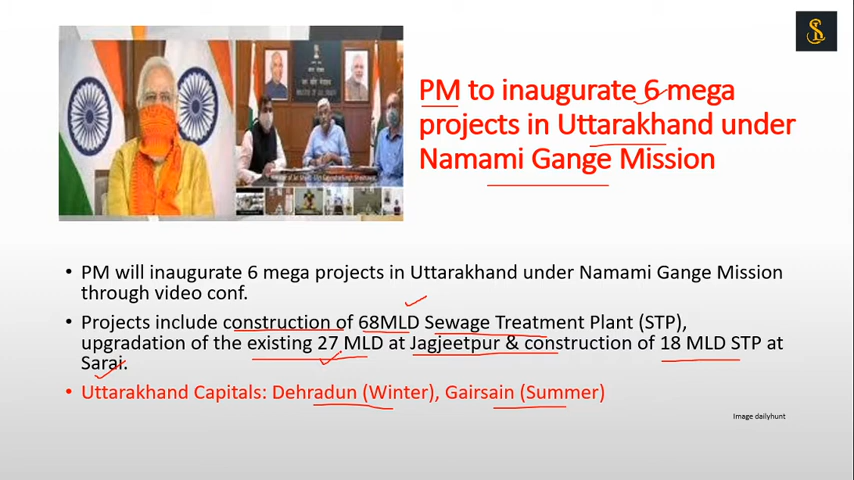 PM to inaugurate 6 mega
projects in Uttarakhand under
Namami Gange Mission
• PM will inaugurate 6 mega projects in Uttarakhand under Namami Gange Mission
through video conf.
• Projects include construction of 68MLD Sewage Treatment Plant (STP),
upgradation of the existing 27 MLD at Jagjeetpur & construction of 18 MLD STP at
Sarai.
• Uttarakhand Capitals: Dehradun (Winter), Gairsain (Summer)
Image dailyhunt